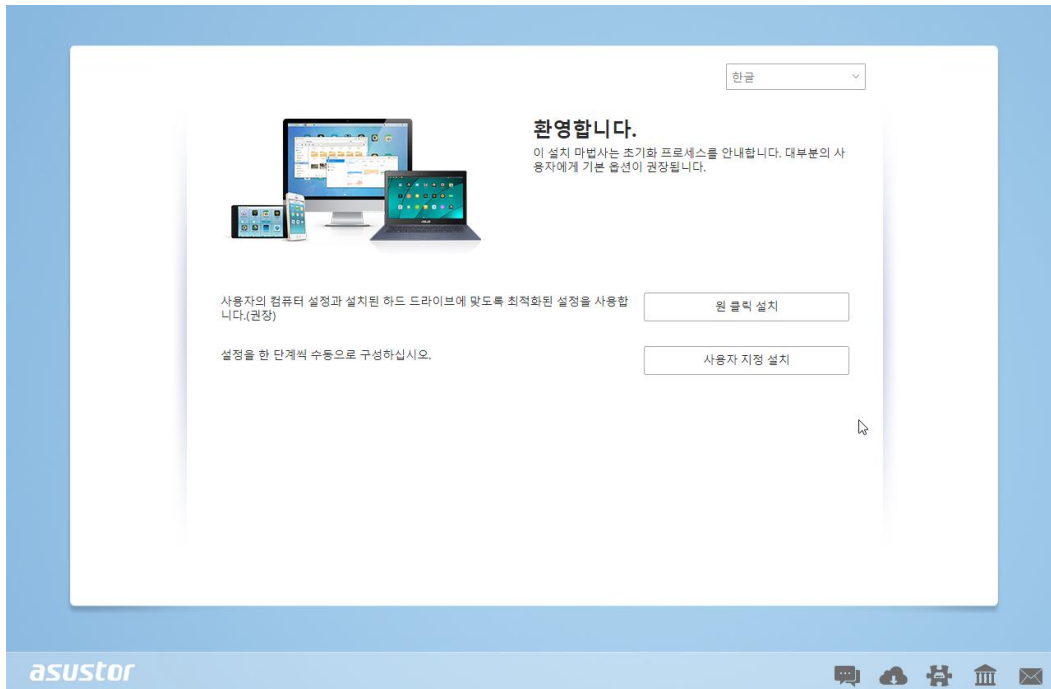 한글
환영합니다.
이 설치 마법사는 초기화 프로세스를 안내합니다. 대부분의 사
용자에게 기본 옵션이 권장됩니다.
사용자의 컴퓨터 설정과 설치된 하드 드라이브에 맞도록 최적화된 설정을 사용합
니다.(권장)
원 클릭 설치
설정을 한 단계씩 수동으로 구성하십시오.
사용자 지정 설치
asustor